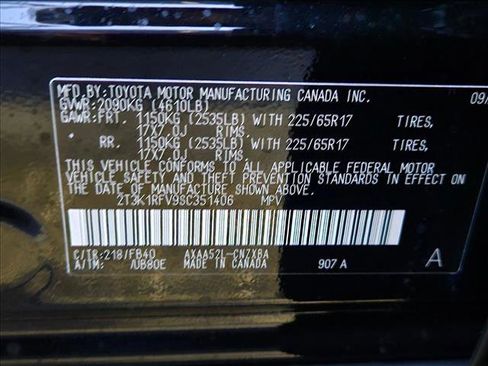 MFD.BY:TOYOTA MOTOR MANUFACTURING CANADA INC. 09/
GVWR:2090KG (4610LB)
GAWR:FRT. 1150KG (2535LB) WITH 225/65R17 TIRES,
17X7.0J RIMS.
RR. 1150KG (2535LB) WITH 225/65R17 TIRES,
17X7.0J RIMS.
THIS VEHICLE CONFORMS TO ALL APPLICABLE FEDERAL MOTOR
VEHICLE SAFETY AND THEFT PREVENTION STANDARDS IN EFFECT ON
THE DATE OF MANUFACTURE SHOWN ABOVE.
2T3K1RFV9SC351406 MPV
C/TR:218/FB40 AXAA52L-CNZXBA
A/TM: /UB80E MADE IN CANADA 907 A A